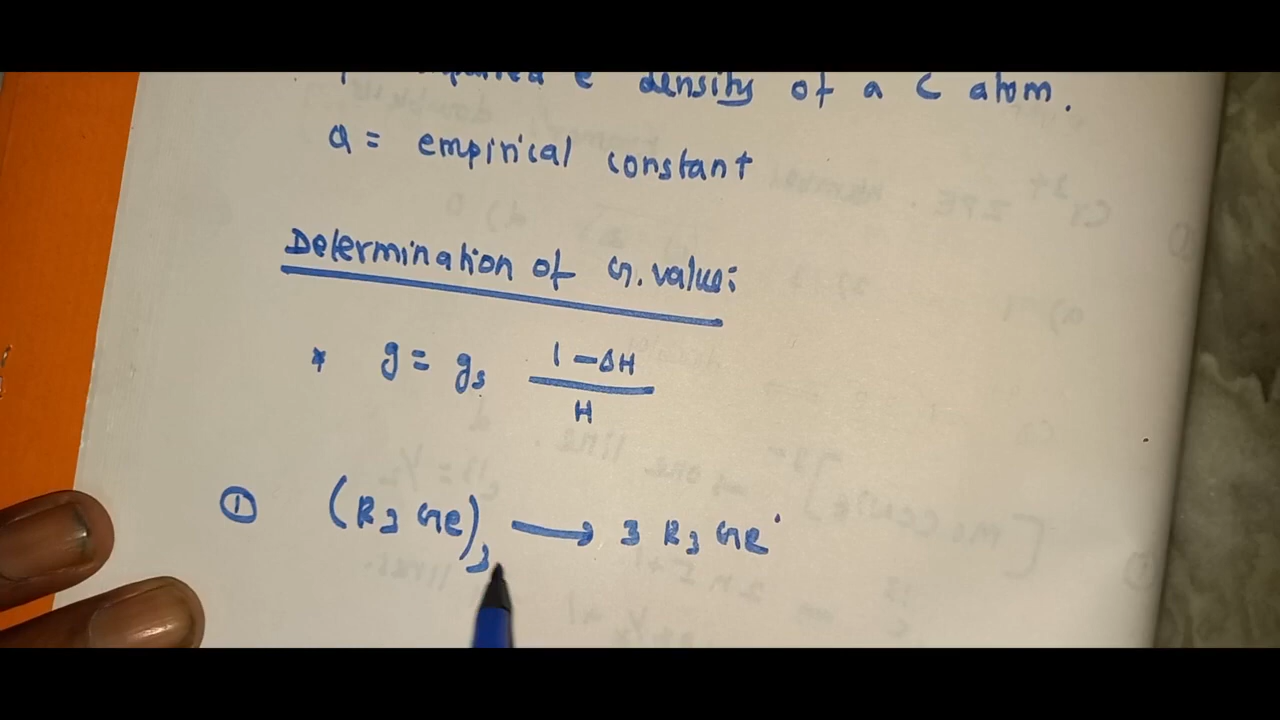 e density of a C atom.
Q = empirical constant
Determination of G. value:
* g = gs 1 - ΔH / H
① (R3 Ge)3 → 3 R3 Ge·